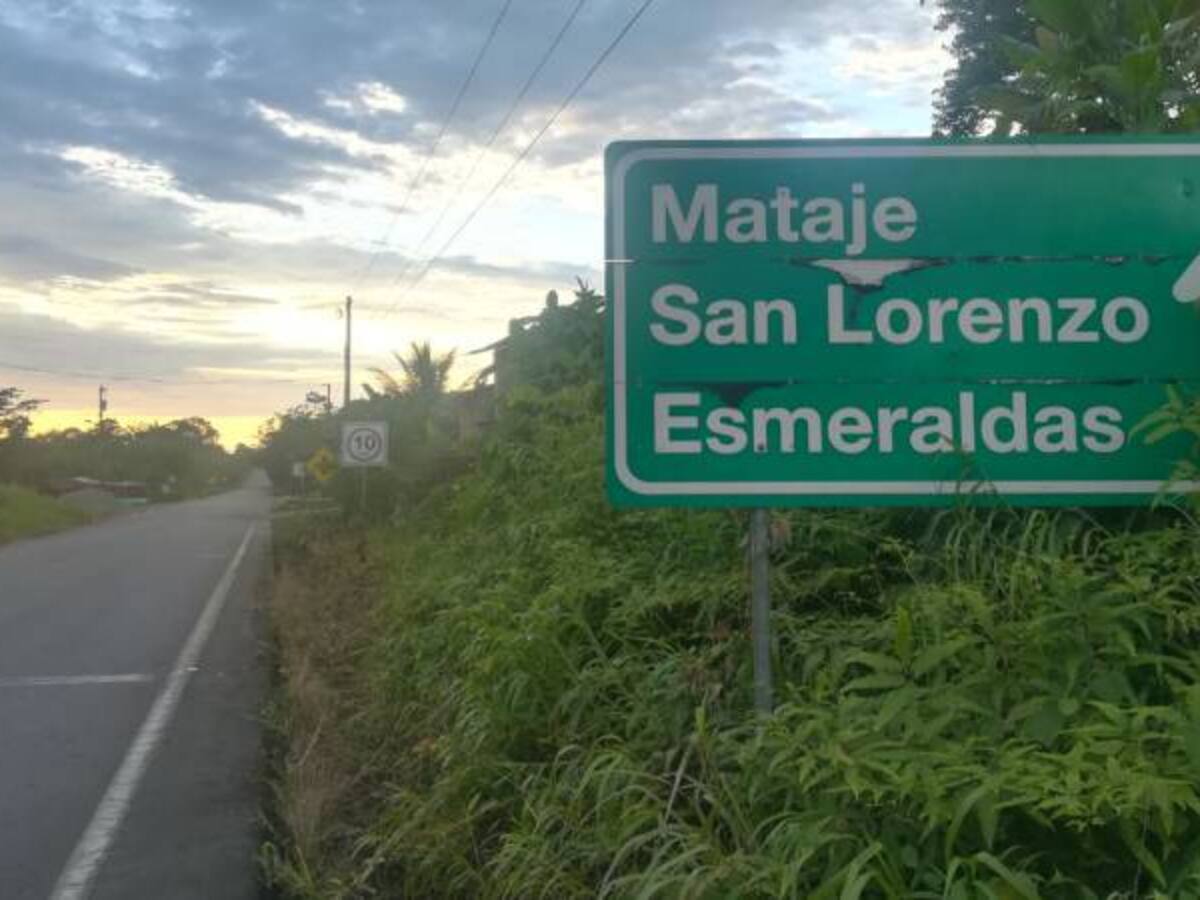 Mataje
San Lorenzo
Esmeraldas
10